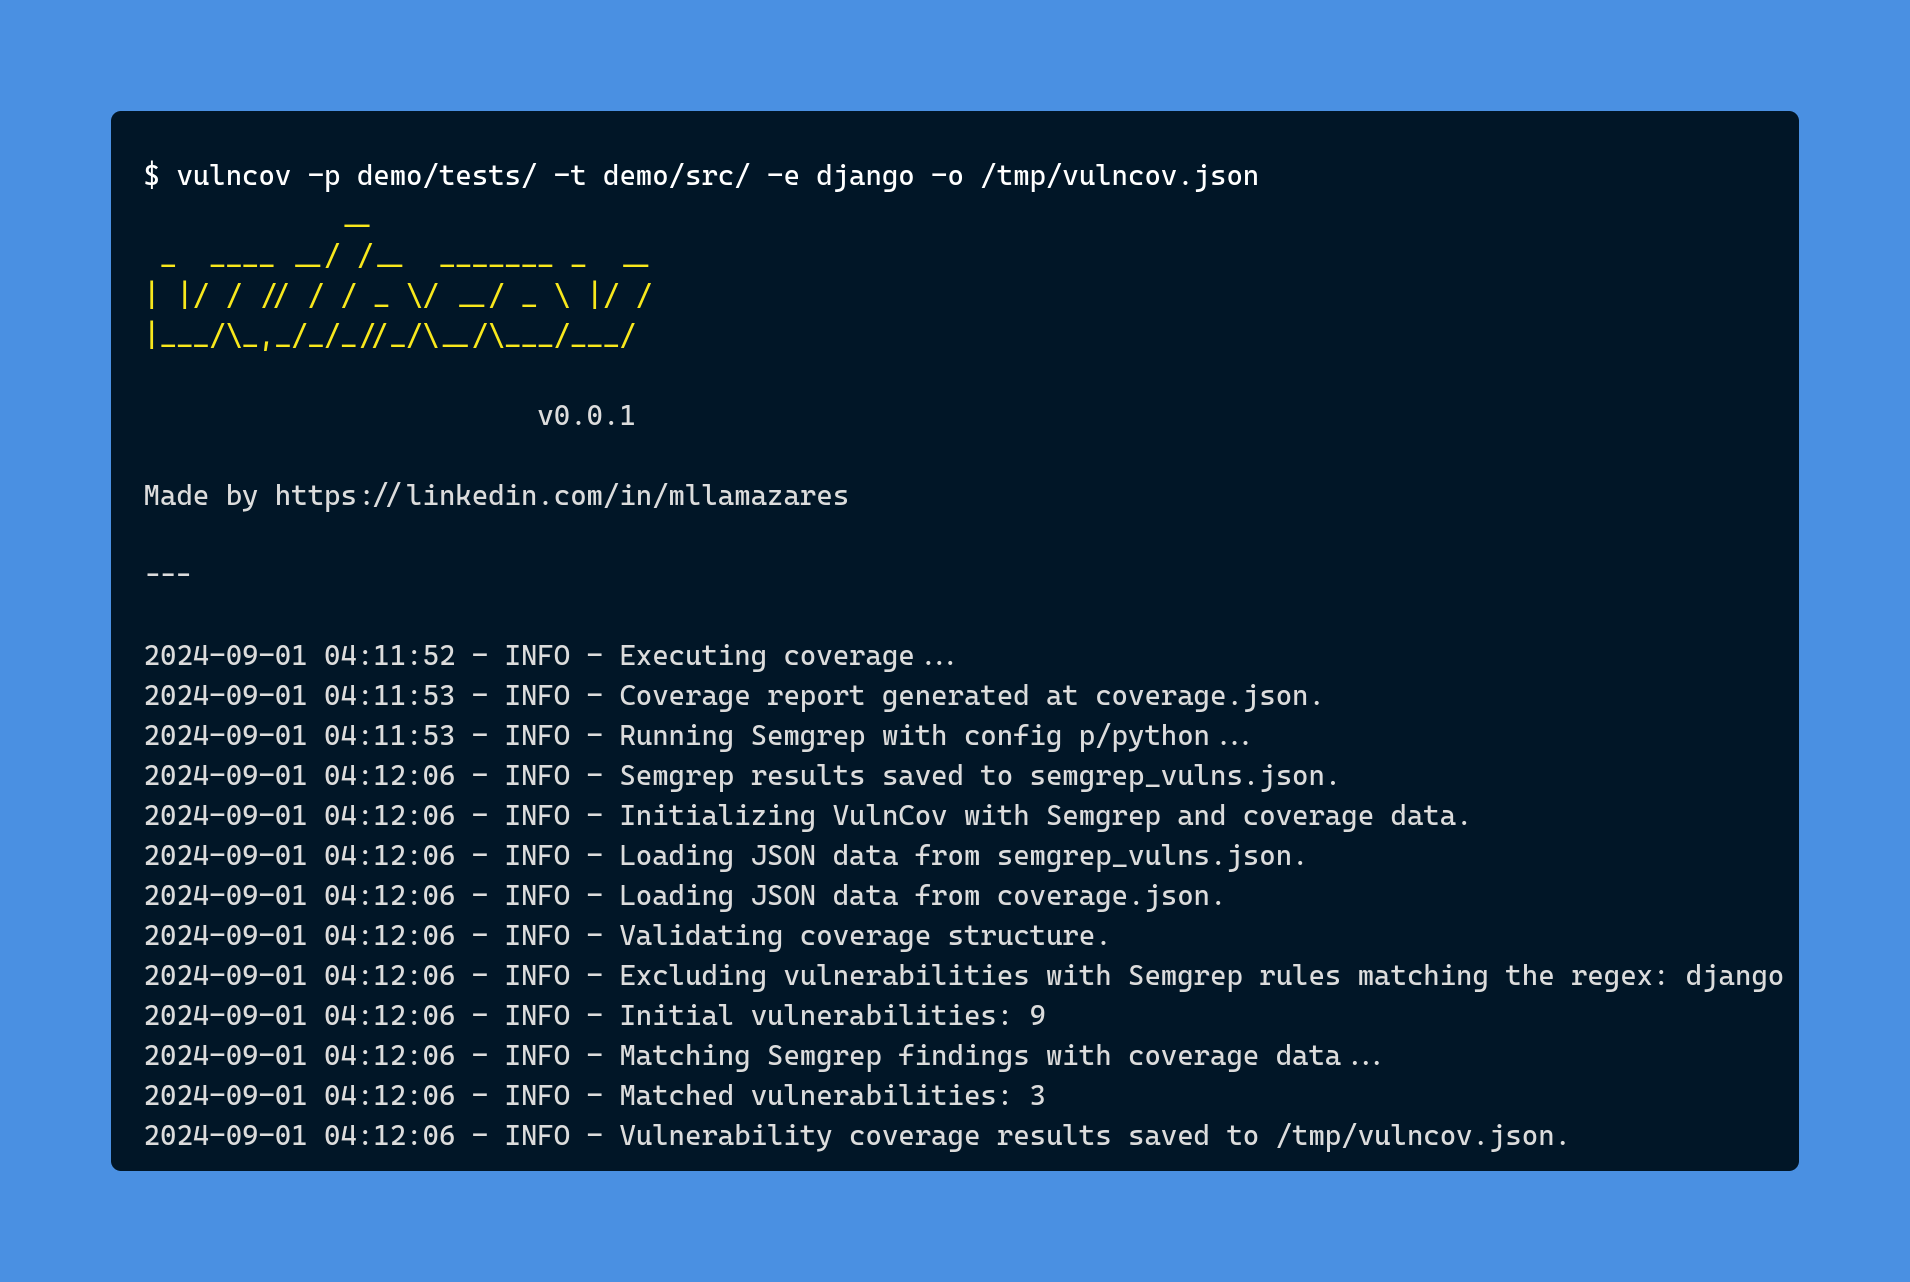 $ vulncov -p demo/tests/ -t demo/src/ -e django -o /tmp/vulncov.json
            __
 _  ____ __/ /__  _______ _  __
| |/ / // / / _ \/ __/ _ \ |/ /
|___/\_,_/_/_//_/\__/\___/___/
v0.0.1
Made by https://linkedin.com/in/mllamazares
---
2024-09-01 04:11:52 - INFO - Executing coverage...
2024-09-01 04:11:53 - INFO - Coverage report generated at coverage.json.
2024-09-01 04:11:53 - INFO - Running Semgrep with config p/python...
2024-09-01 04:12:06 - INFO - Semgrep results saved to semgrep_vulns.json.
2024-09-01 04:12:06 - INFO - Initializing VulnCov with Semgrep and coverage data.
2024-09-01 04:12:06 - INFO - Loading JSON data from semgrep_vulns.json.
2024-09-01 04:12:06 - INFO - Loading JSON data from coverage.json.
2024-09-01 04:12:06 - INFO - Validating coverage structure.
2024-09-01 04:12:06 - INFO - Excluding vulnerabilities with Semgrep rules matching the regex: django
2024-09-01 04:12:06 - INFO - Initial vulnerabilities: 9
2024-09-01 04:12:06 - INFO - Matching Semgrep findings with coverage data...
2024-09-01 04:12:06 - INFO - Matched vulnerabilities: 3
2024-09-01 04:12:06 - INFO - Vulnerability coverage results saved to /tmp/vulncov.json.